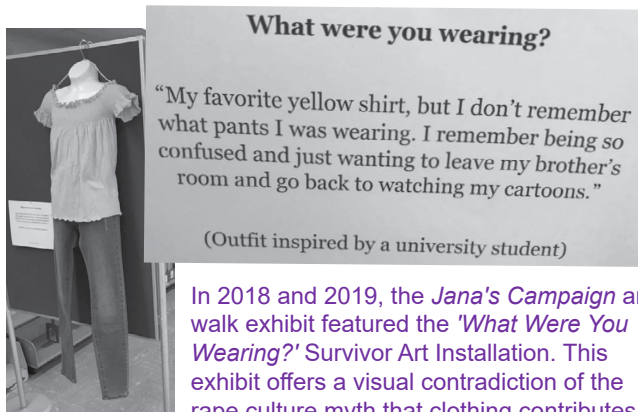 What were you wearing?
“My favorite yellow shirt, but I don’t remember
what pants I was wearing. I remember being so
confused and just wanting to leave my brother’s
room and go back to watching my cartoons.”
(Outfit inspired by a university student)
In 2018 and 2019, the Jana's Campaign
walk exhibit featured the 'What Were You
Wearing?' Survivor Art Installation. This
exhibit offers a visual contradiction of the
rape culture myth that clothing contributes